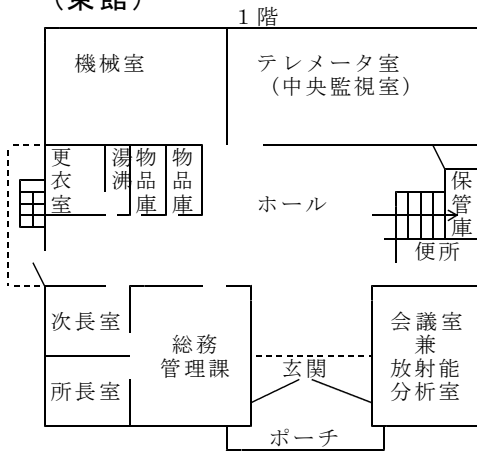 (東館)
1階
機械室
テレメータ室
(中央監視室)
更衣室
湯沸
物品庫
物品庫
ホール
保管庫
便所
次長室
所長室
総務
管理課
玄関
会議室
兼
放射能
分析室
ポーチ